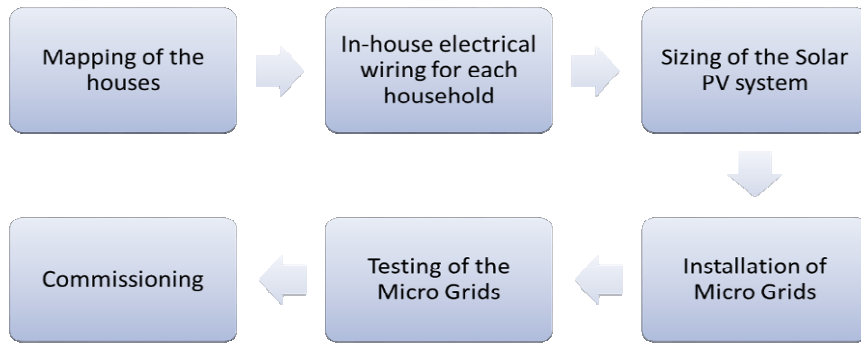 Mapping of the
houses
In-house electrical
wiring for each
household
Sizing of the Solar
PV system
Installation of
Micro Grids
Testing of the
Micro Grids
Commissioning